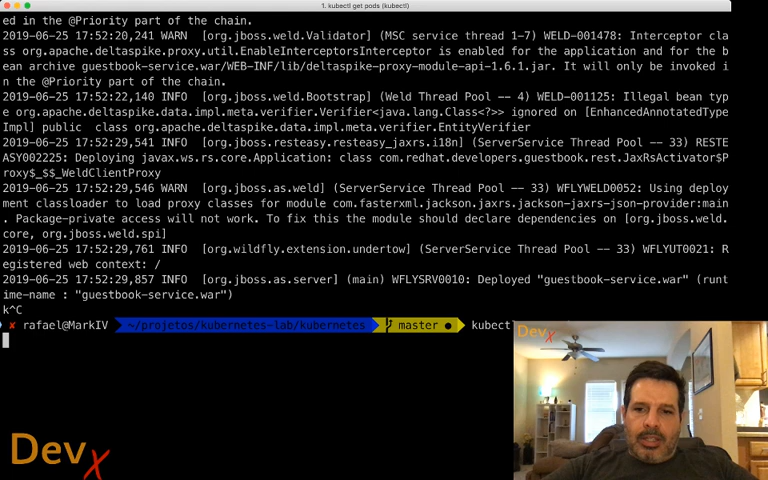 1. kubectl get pods (kubectl)
ed in the @Priority part of the chain.
2019-06-25 17:52:20,241 WARN  [org.jboss.weld.Validator] (MSC service thread 1-7) WELD-001478: Interceptor cla
ss org.apache.deltaspike.proxy.util.EnableInterceptorsInterceptor is enabled for the application and for the b
ean archive guestbook-service.war/WEB-INF/lib/deltaspike-proxy-module-api-1.6.1.jar. It will only be invoked i
n the @Priority part of the chain.
2019-06-25 17:52:22,140 INFO  [org.jboss.weld.Bootstrap] (Weld Thread Pool -- 4) WELD-001125: Illegal bean typ
e org.apache.deltaspike.data.impl.meta.verifier.Verifier<java.lang.Class<?>> ignored on [EnhancedAnnotatedType
Impl] public  class org.apache.deltaspike.data.impl.meta.verifier.EntityVerifier
2019-06-25 17:52:29,541 INFO  [org.jboss.resteasy.resteasy_jaxrs.i18n] (ServerService Thread Pool -- 33) RESTE
ASY002225: Deploying javax.ws.rs.core.Application: class com.redhat.developers.guestbook.rest.JaxRsActivator$P
roxy$_$$_WeldClientProxy
2019-06-25 17:52:29,546 WARN  [org.jboss.as.weld] (ServerService Thread Pool -- 33) WFLYWELD0052: Using deploy
ment classloader to load proxy classes for module com.fasterxml.jackson.jaxrs.jackson-jaxrs-json-provider:main
. Package-private access will not work. To fix this the module should declare dependencies on [org.jboss.weld.
core, org.jboss.weld.spi]
2019-06-25 17:52:29,761 INFO  [org.wildfly.extension.undertow] (ServerService Thread Pool -- 33) WFLYUT0021: R
egistered web context: /
2019-06-25 17:52:29,857 INFO  [org.jboss.as.server] (main) WFLYSRV0010: Deployed "guestbook-service.war" (runt
ime-name : "guestbook-service.war")
k^C
✘ rafael@MarkIV ~/projetos/kubernetes-lab/kubernetes master ● kubect
DevX
DevX